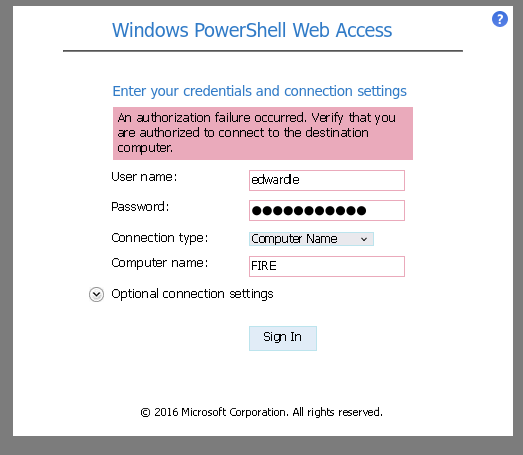 Windows PowerShell Web Access
?
Enter your credentials and connection settings
An authorization failure occurred. Verify that you
are authorized to connect to the destination
computer.
User name: edwardle
Password: ●●●●●●●●●●●
Connection type: Computer Name
Computer name: FIRE
Optional connection settings
Sign In
© 2016 Microsoft Corporation. All rights reserved.